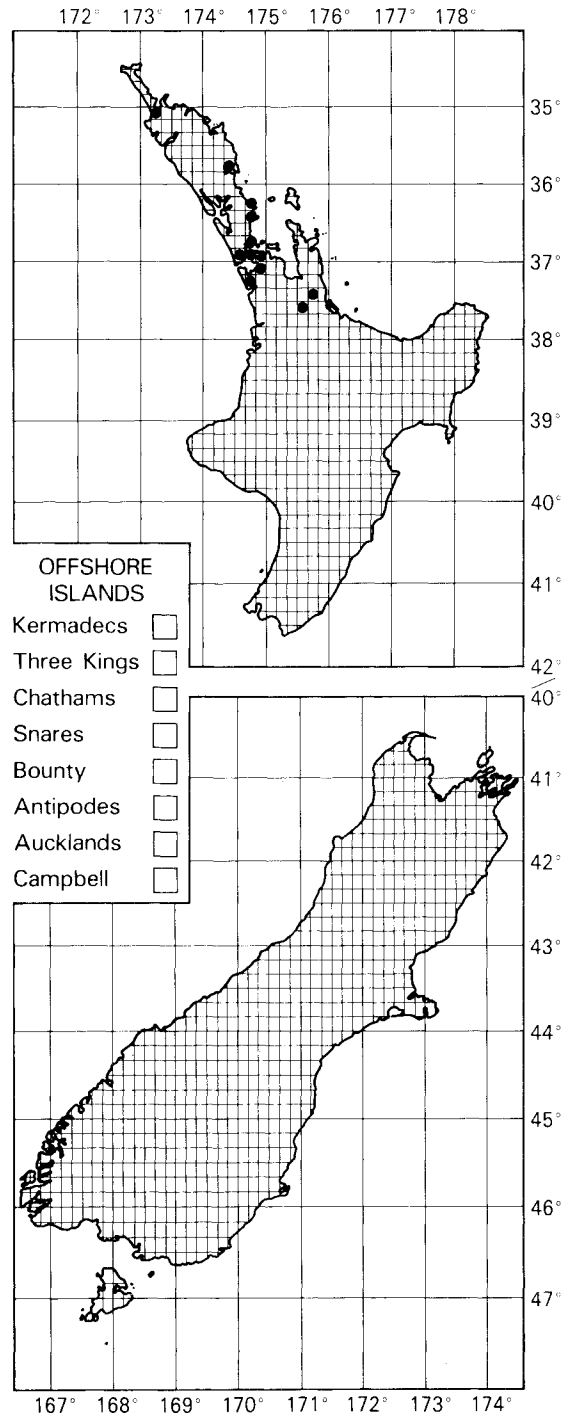 172° 173° 174° 175° 176° 177° 178°
35°
36°
37°
38°
39°
40°
41°
42°
OFFSHORE
ISLANDS
Kermadecs
Three Kings
Chathams
Snares
Bounty
Antipodes
Aucklands
Campbell
40°
41°
42°
43°
44°
45°
46°
47°
167° 168° 169° 170° 171° 172° 173° 174°